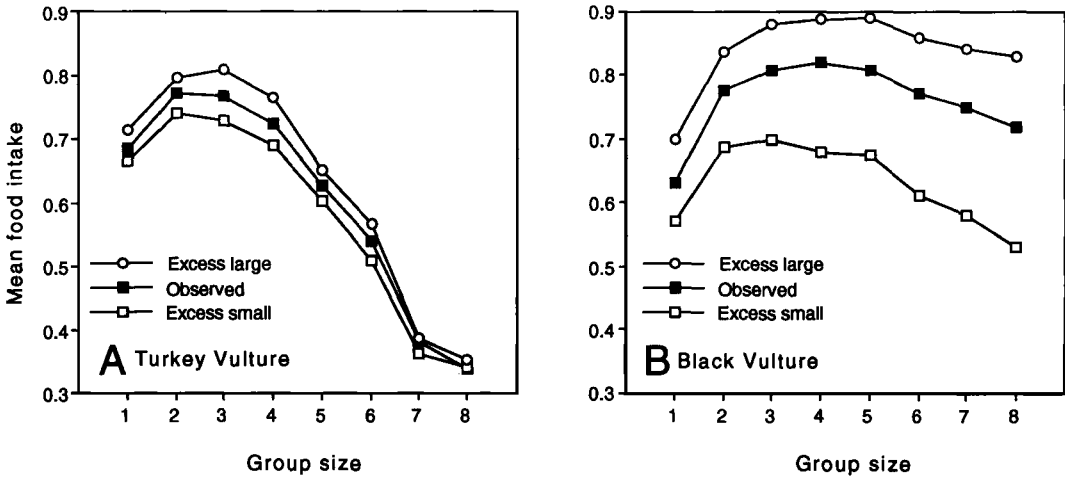 Mean food intake
0.9
0.8
0.7
0.6
0.5
0.4
0.3
Excess large
Observed
Excess small
A Turkey Vulture
1 2 3 4 5 6 7 8
Group size
0.9
0.8
0.7
0.6
0.5
0.4
0.3
Excess large
Observed
Excess small
B Black Vulture
1 2 3 4 5 6 7 8
Group size